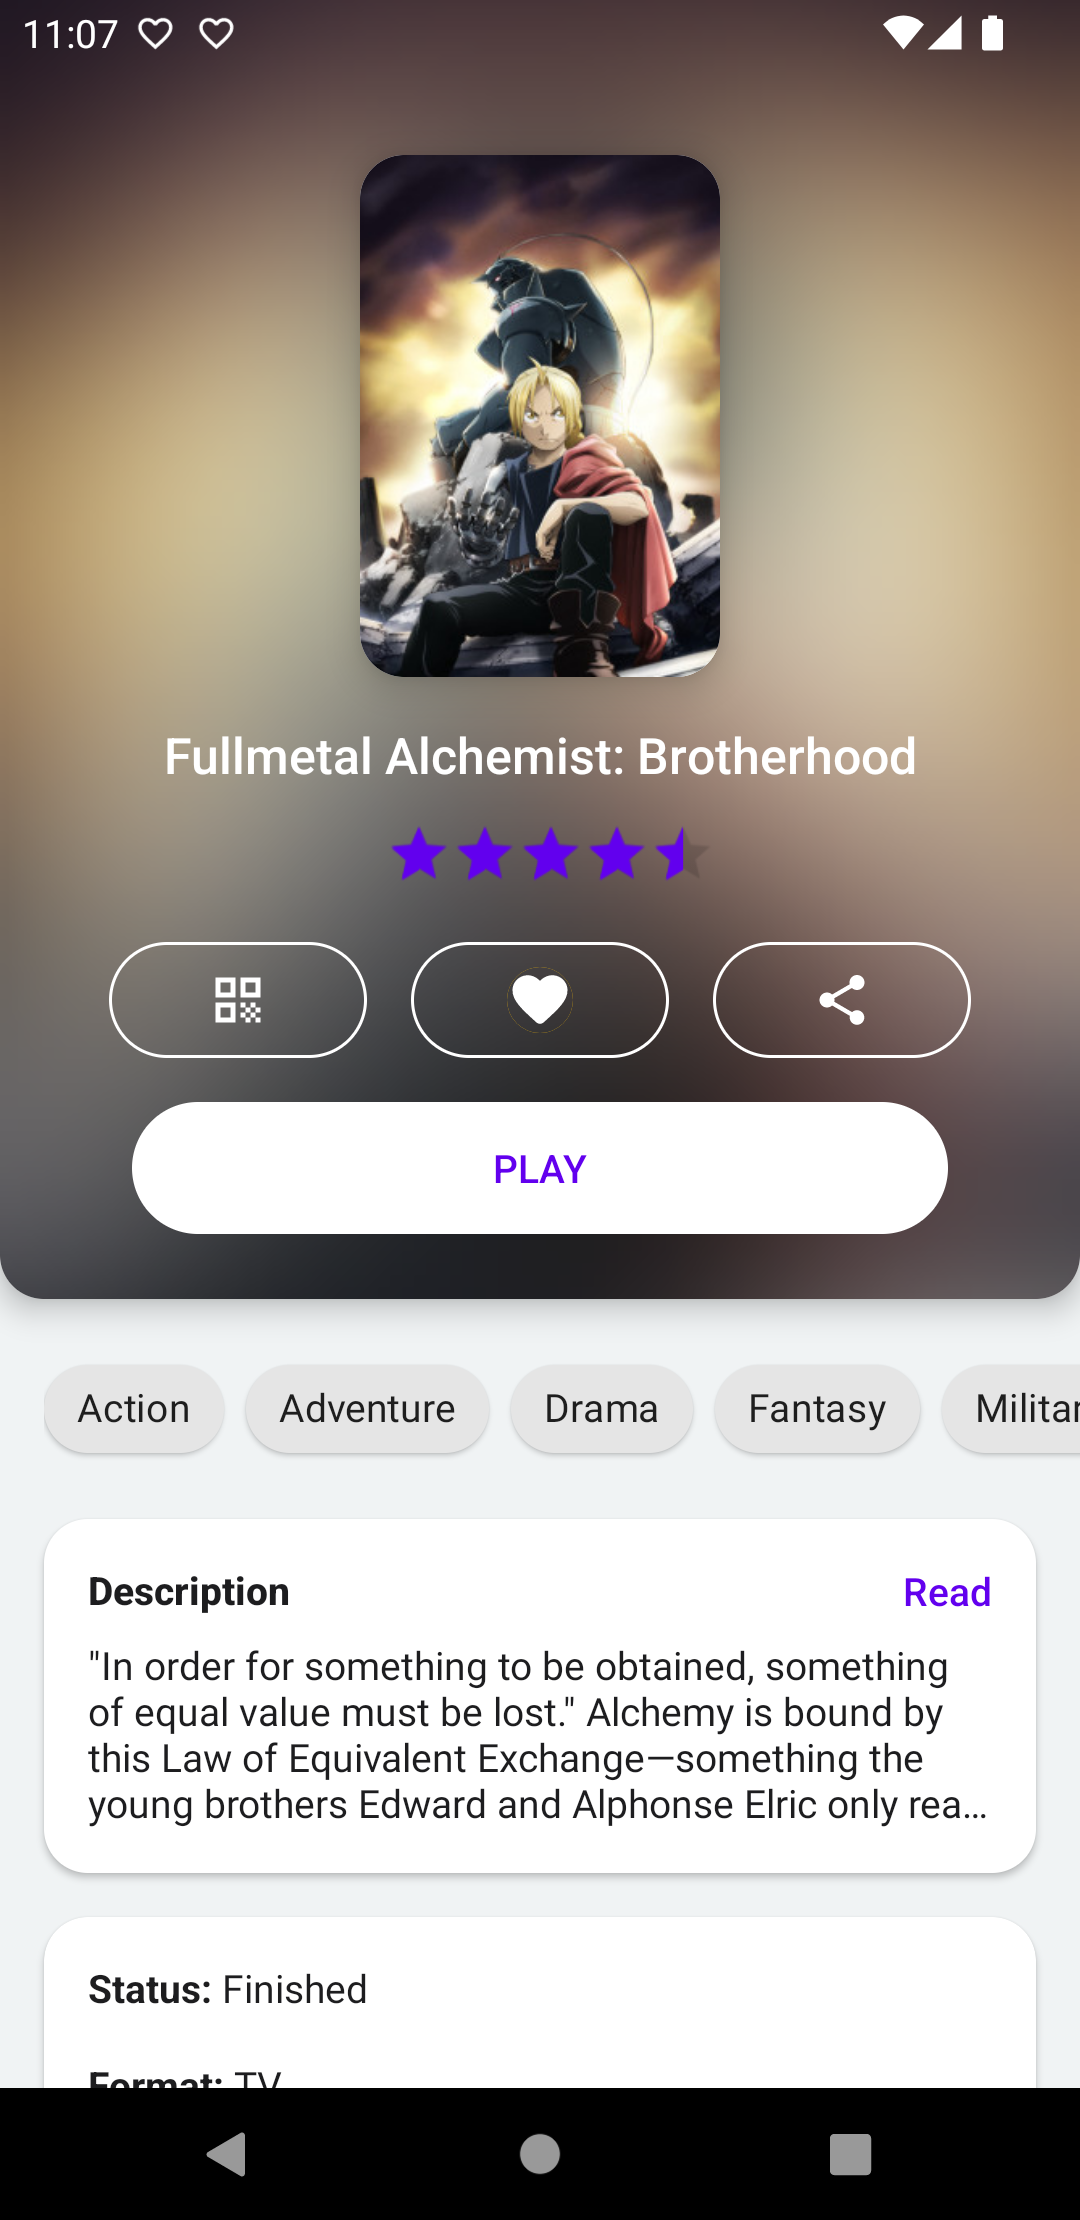 11:07
Fullmetal Alchemist: Brotherhood
PLAY
Action Adventure Drama Fantasy
Description Read
"In order for something to be obtained, something
of equal value must be lost." Alchemy is bound by
this Law of Equivalent Exchange—something the
young brothers Edward and Alphonse Elric only rea…
Status: Finished
Format: TV